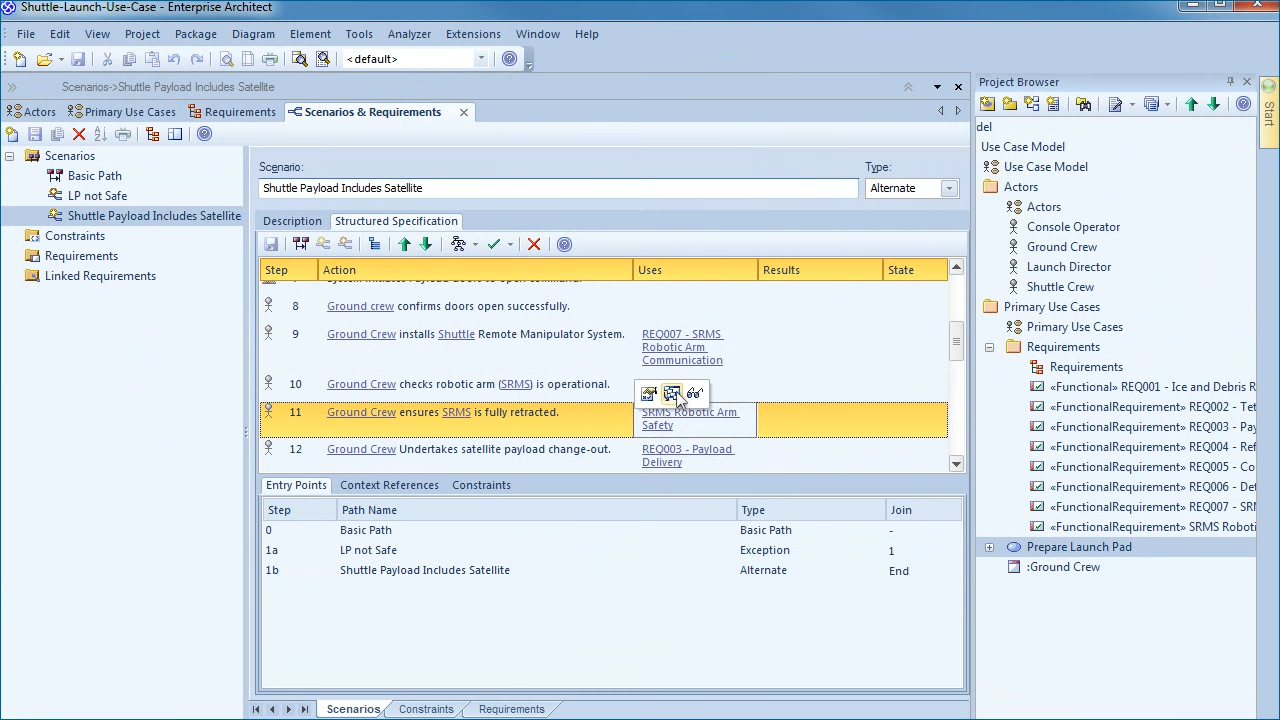 Shuttle-Launch-Use-Case - Enterprise Architect
File Edit View Project Package Diagram Element Tools Analyzer Extensions Window Help
<default>
Scenarios->Shuttle Payload Includes Satellite
Actors Primary Use Cases Requirements Scenarios & Requirements
Scenarios
Basic Path
LP not Safe
Shuttle Payload Includes Satellite
Constraints
Requirements
Linked Requirements
Scenario: Type:
Shuttle Payload Includes Satellite Alternate
Description Structured Specification
Step Action Uses Results State
8 Ground crew confirms doors open successfully.
9 Ground Crew installs Shuttle Remote Manipulator System. REQ007 - SRMS
Robotic Arm
Communication
10 Ground Crew checks robotic arm (SRMS) is operational.
11 Ground Crew ensures SRMS is fully retracted. SRMS Robotic Arm
Safety
12 Ground Crew Undertakes satellite payload change-out. REQ003 - Payload
Delivery
Entry Points Context References Constraints
Step Path Name Type Join
0 Basic Path Basic Path -
1a LP not Safe Exception 1
1b Shuttle Payload Includes Satellite Alternate End
Scenarios Constraints Requirements
Project Browser
del
Use Case Model
Use Case Model
Actors
Actors
Console Operator
Ground Crew
Launch Director
Shuttle Crew
Primary Use Cases
Primary Use Cases
Requirements
Requirements
«Functional» REQ001 - Ice and Debris R
«FunctionalRequirement» REQ002 - Tet
«FunctionalRequirement» REQ003 - Pay
«FunctionalRequirement» REQ004 - Ref
«FunctionalRequirement» REQ005 - Co
«FunctionalRequirement» REQ006 - Def
«FunctionalRequirement» REQ007 - SRM
«FunctionalRequirement» SRMS Roboti
Prepare Launch Pad
:Ground Crew
Start